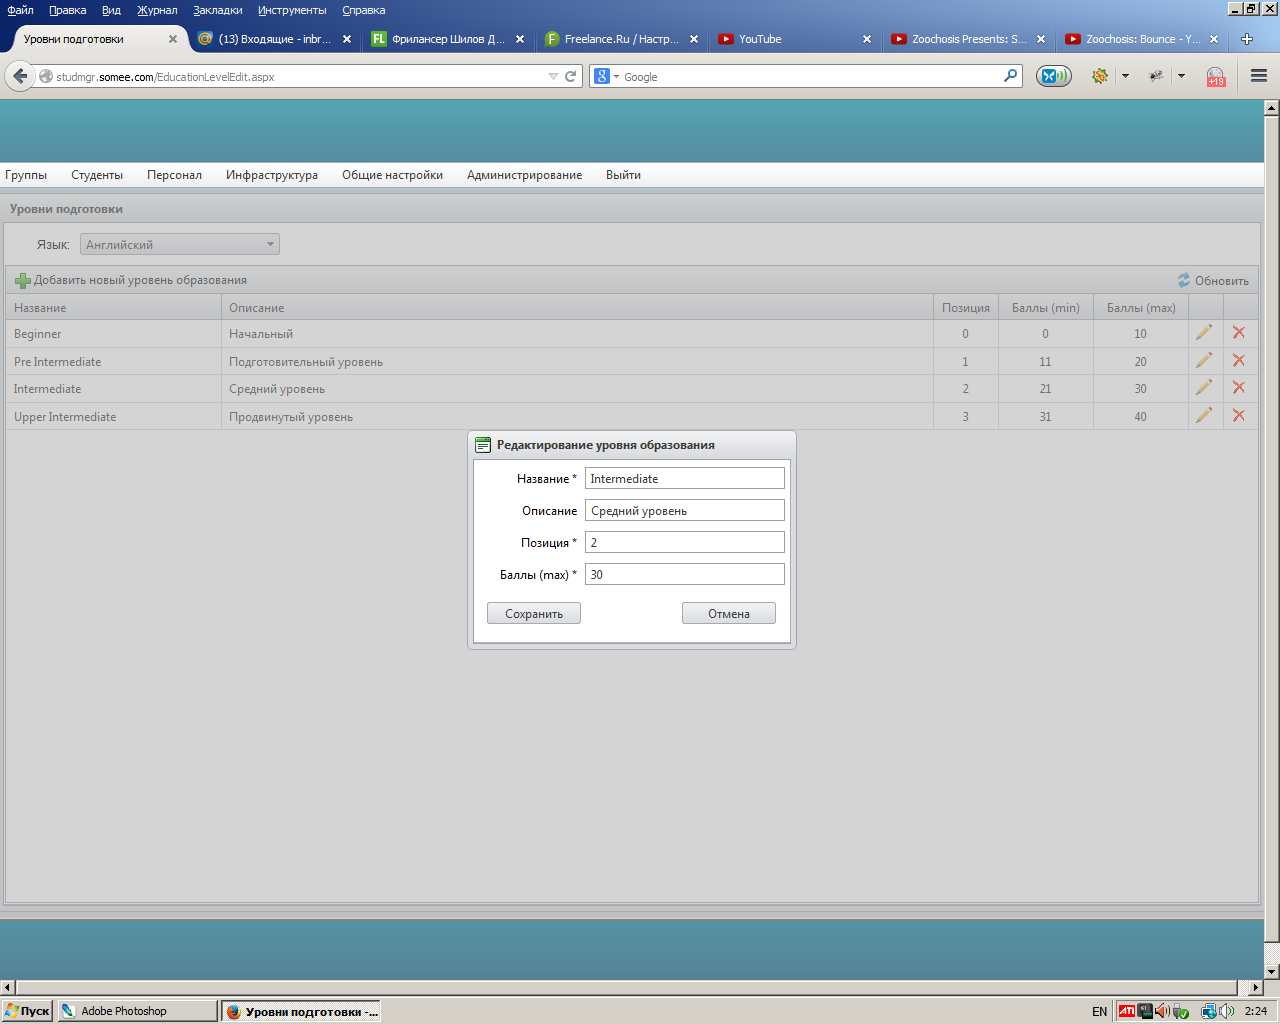 Файл Правка Вид Журнал Закладки Инструменты Справка
Уровни подготовки (13) Входящие - inbr... Фрилансер Шилов Д... Freelance.Ru / Настр... YouTube Zoochosis Presents: S... Zoochosis: Bounce - Y...
studmgr.somee.com/EducationLevelEdit.aspx Google +19
Группы Студенты Персонал Инфраструктура Общие настройки Администрирование Выйти
Уровни подготовки
Язык: Английский
Добавить новый уровень образования Обновить
Название Описание Позиция Баллы (min) Баллы (max)
Beginner Начальный 0 0 10
Pre Intermediate Подготовительный уровень 1 11 20
Intermediate Средний уровень 2 21 30
Upper Intermediate Продвинутый уровень 3 31 40
Редактирование уровня образования
Название * Intermediate
Описание Средний уровень
Позиция * 2
Баллы (max) * 30
Сохранить Отмена
Пуск Adobe Photoshop Уровни подготовки -... EN ATI 2:24